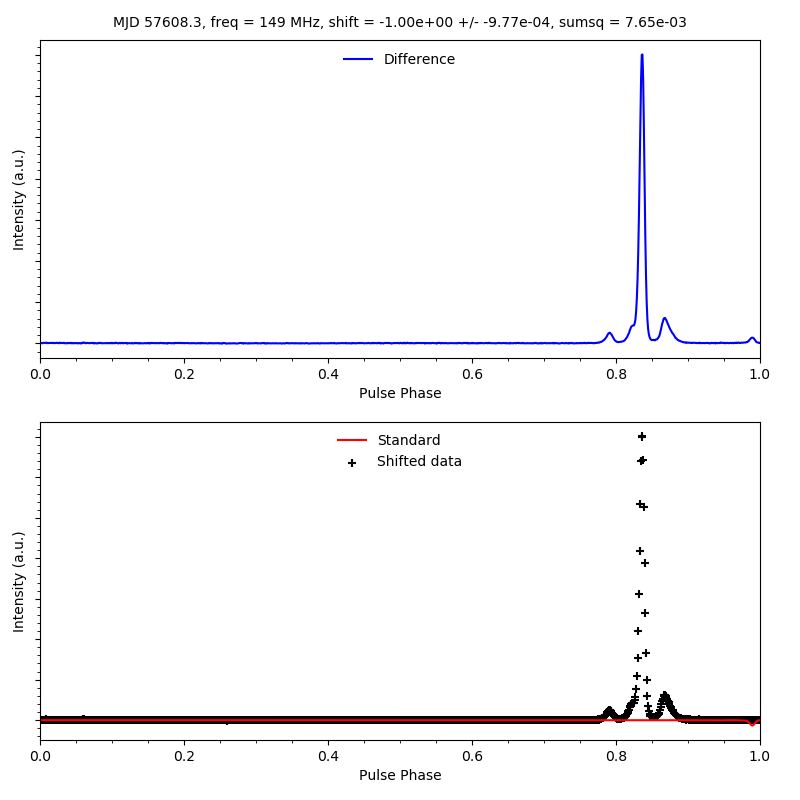 MJD 57608.3, freq = 149 MHz, shift = -1.00e+00 +/- -9.77e-04, sumsq = 7.65e-03
Difference
Intensity (a.u.)
0.0 0.2 0.4 0.6 0.8 1.0
Pulse Phase
Standard
Shifted data
Intensity (a.u.)
0.0 0.2 0.4 0.6 0.8 1.0
Pulse Phase